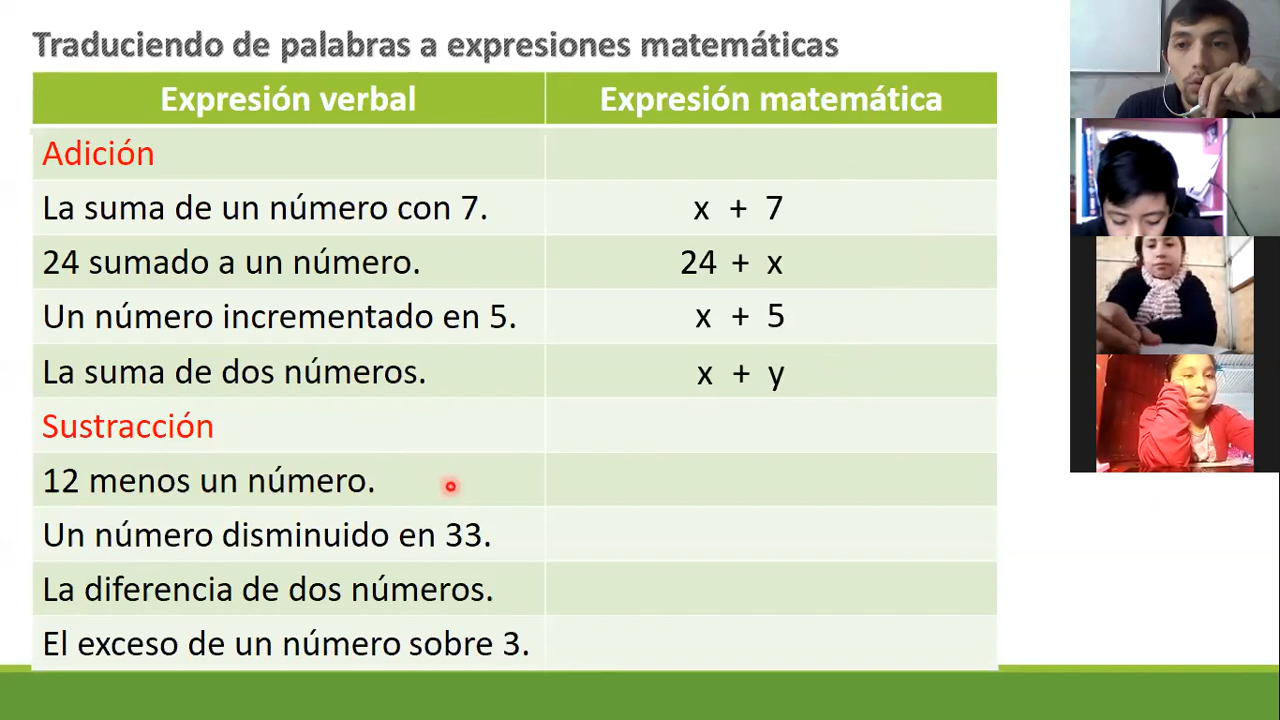 Traduciendo de palabras a expresiones matemáticas
Expresión verbal Expresión matemática
Adición
La suma de un número con 7. x + 7
24 sumado a un número. 24 + x
Un número incrementado en 5. x + 5
La suma de dos números. x + y
Sustracción
12 menos un número.
Un número disminuido en 33.
La diferencia de dos números.
El exceso de un número sobre 3.